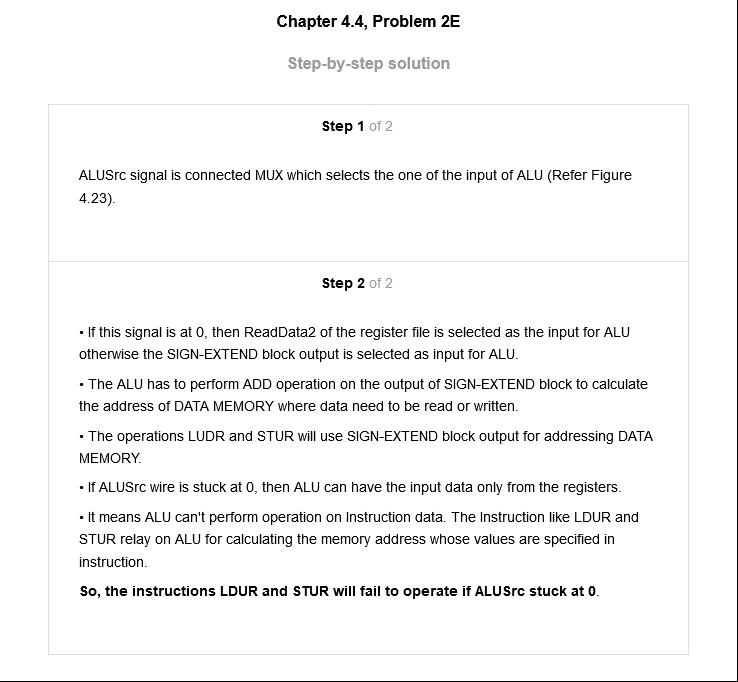 Chapter 4.4, Problem 2E
Step-by-step solution
Step 1 of 2
ALUSrc signal is connected MUX which selects the one of the input of ALU (Refer Figure
4.23).
Step 2 of 2
• If this signal is at 0, then ReadData2 of the register file is selected as the input for ALU
otherwise the SIGN-EXTEND block output is selected as input for ALU.
• The ALU has to perform ADD operation on the output of SIGN-EXTEND block to calculate
the address of DATA MEMORY where data need to be read or written.
• The operations LUDR and STUR will use SIGN-EXTEND block output for addressing DATA
MEMORY.
• If ALUSrc wire is stuck at 0, then ALU can have the input data only from the registers.
• It means ALU can't perform operation on Instruction data. The Instruction like LDUR and
STUR relay on ALU for calculating the memory address whose values are specified in
instruction.
So, the instructions LDUR and STUR will fail to operate if ALUSrc stuck at 0.